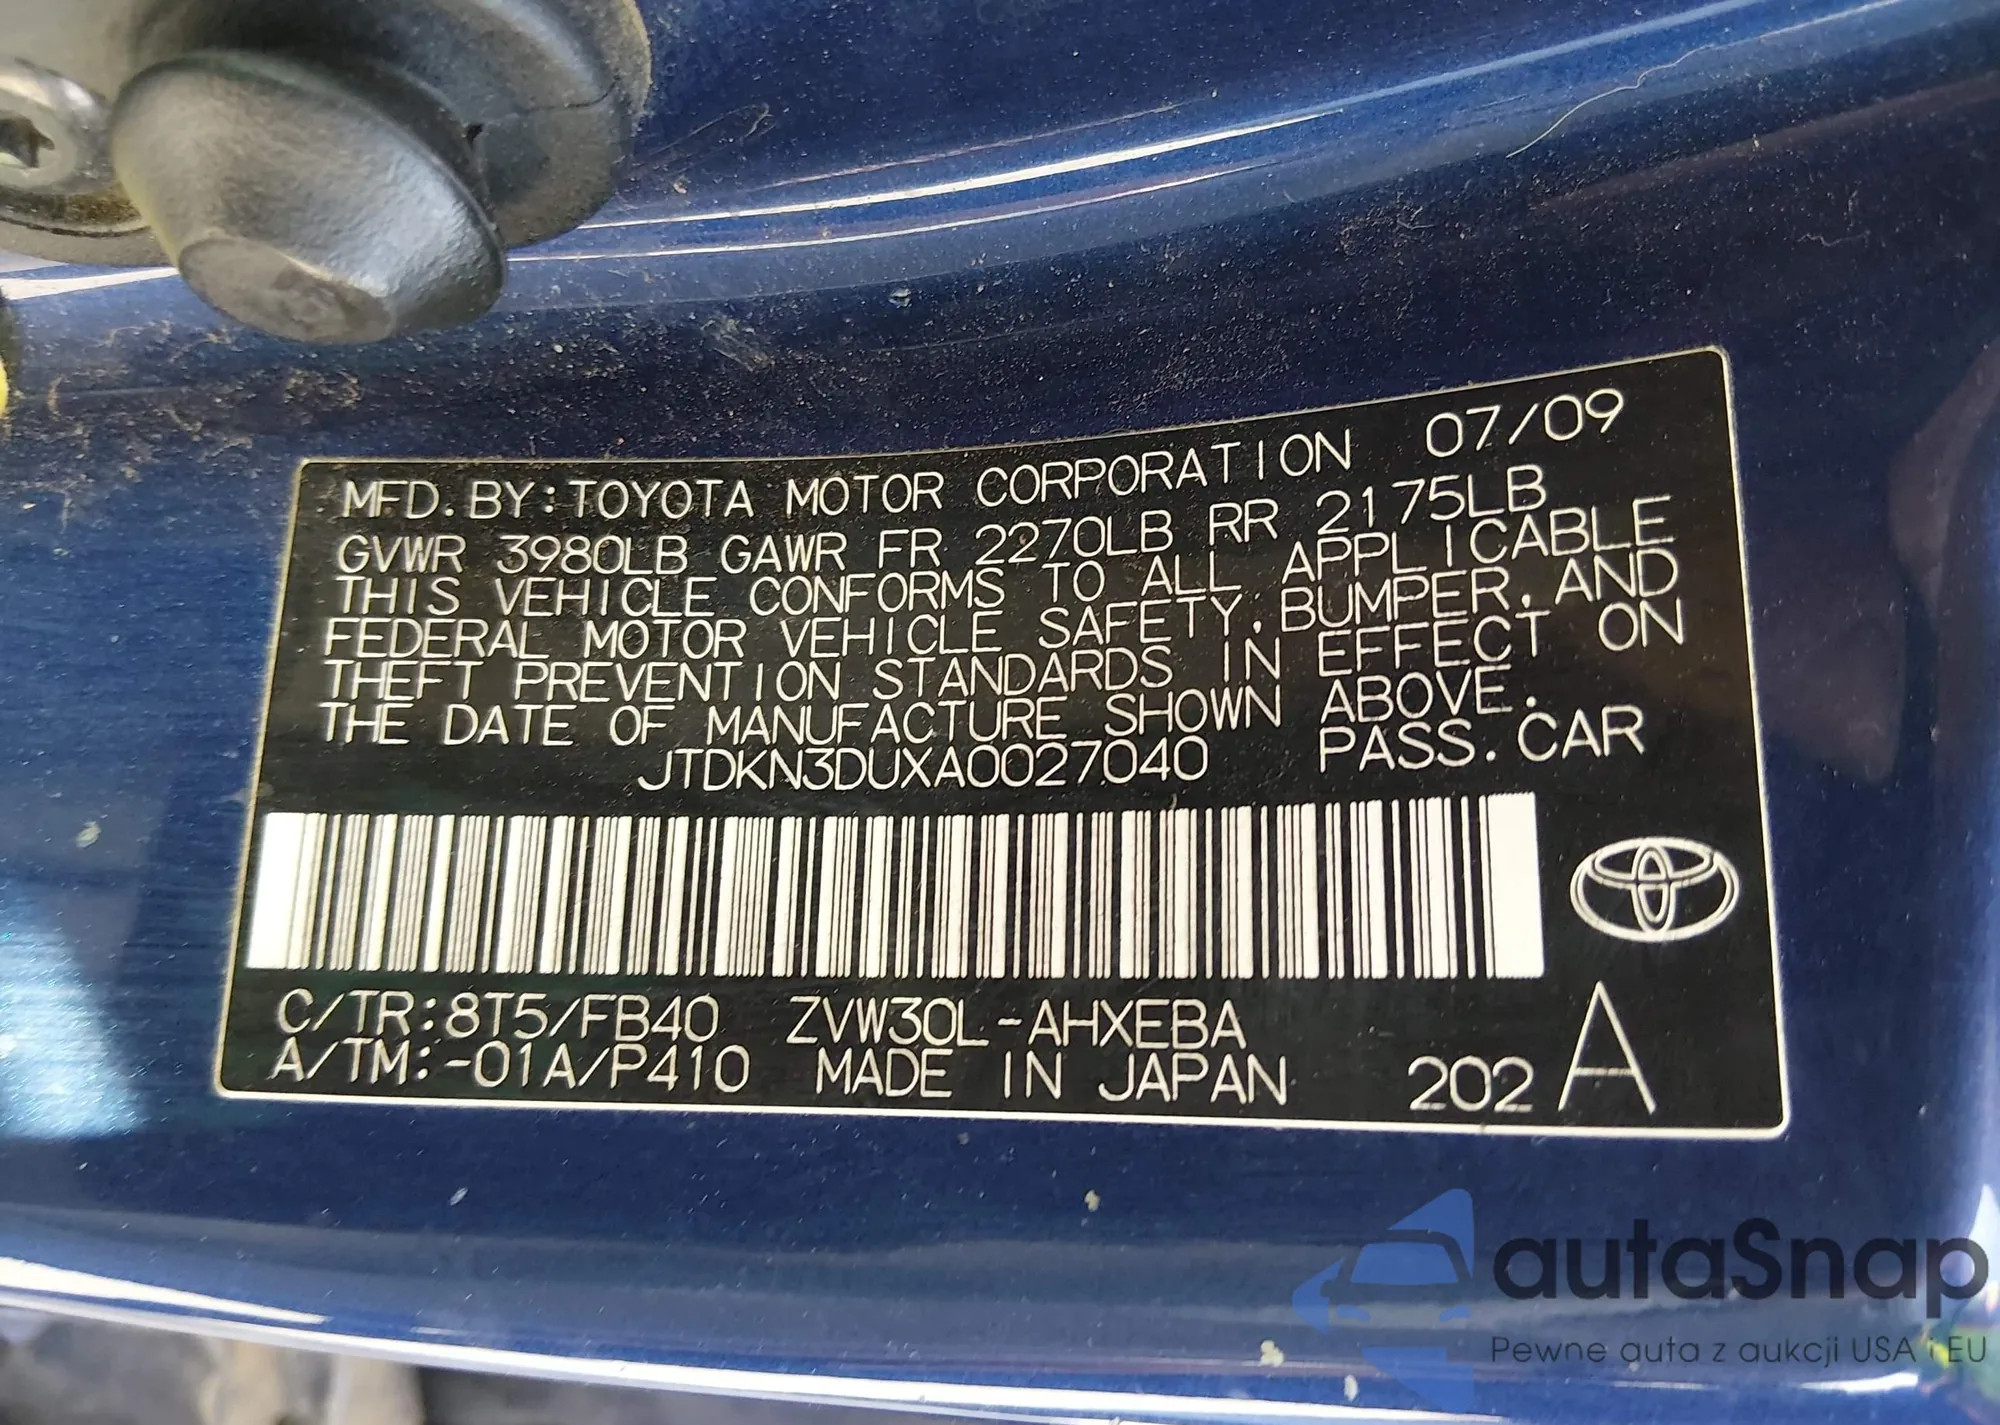 MFD.BY:TOYOTA MOTOR CORPORATION 07/09
GVWR 3980LB GAWR FR 2270LB RR 2175LB
THIS VEHICLE CONFORMS TO ALL APPLICABLE
FEDERAL MOTOR VEHICLE SAFETY, BUMPER, AND
THEFT PREVENTION STANDARDS IN EFFECT ON
THE DATE OF MANUFACTURE SHOWN ABOVE.
JTDKN3DUXA0027040 PASS.CAR
C/TR:8T5/FB40 ZVW30L-AHXEBA
A/TM:-01A/P410 MADE IN JAPAN 202 A
autaSnap
Pewne auta z aukcji USA i EU